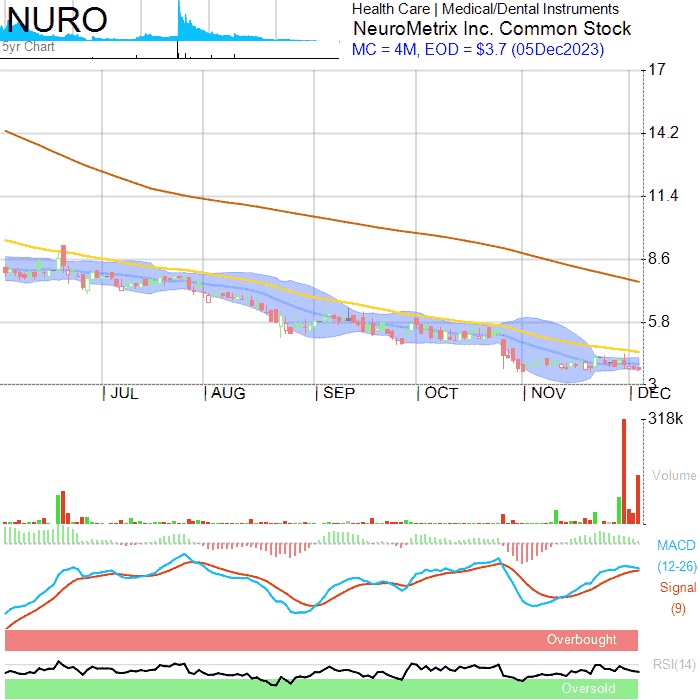 NURO
5yr Chart
Health Care | Medical/Dental Instruments
NeuroMetrix Inc. Common Stock
MC = 4M, EOD = $3.7 (05Dec2023)
17
14.2
11.4
8.6
5.8
3
JUL
AUG
SEP
OCT
NOV
DEC
318k
Volume
MACD
(12-26)
Signal
(9)
Overbought
RSI(14)
Oversold